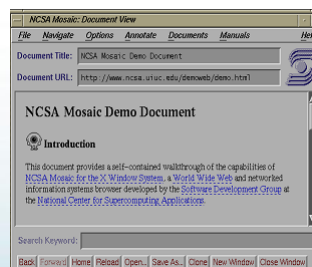 NCSA Mosaic: Document View
File Navigate Options Annotate Documents Manuals Hel
Document Title: NCSA Mosaic Demo Document
Document URL: http://www.ncsa.uiuc.edu/demoweb/demo.html
NCSA Mosaic Demo Document
Introduction
This document provides a self-contained walkthrough of the capabilities of
NCSA Mosaic for the X Window System, a World Wide Web and networked
information systems browser developed by the Software Development Group at
the National Center for Supercomputing Applications.
Search Keyword:
Back Forward Home Reload Open... Save As... Clone New Window Close Window